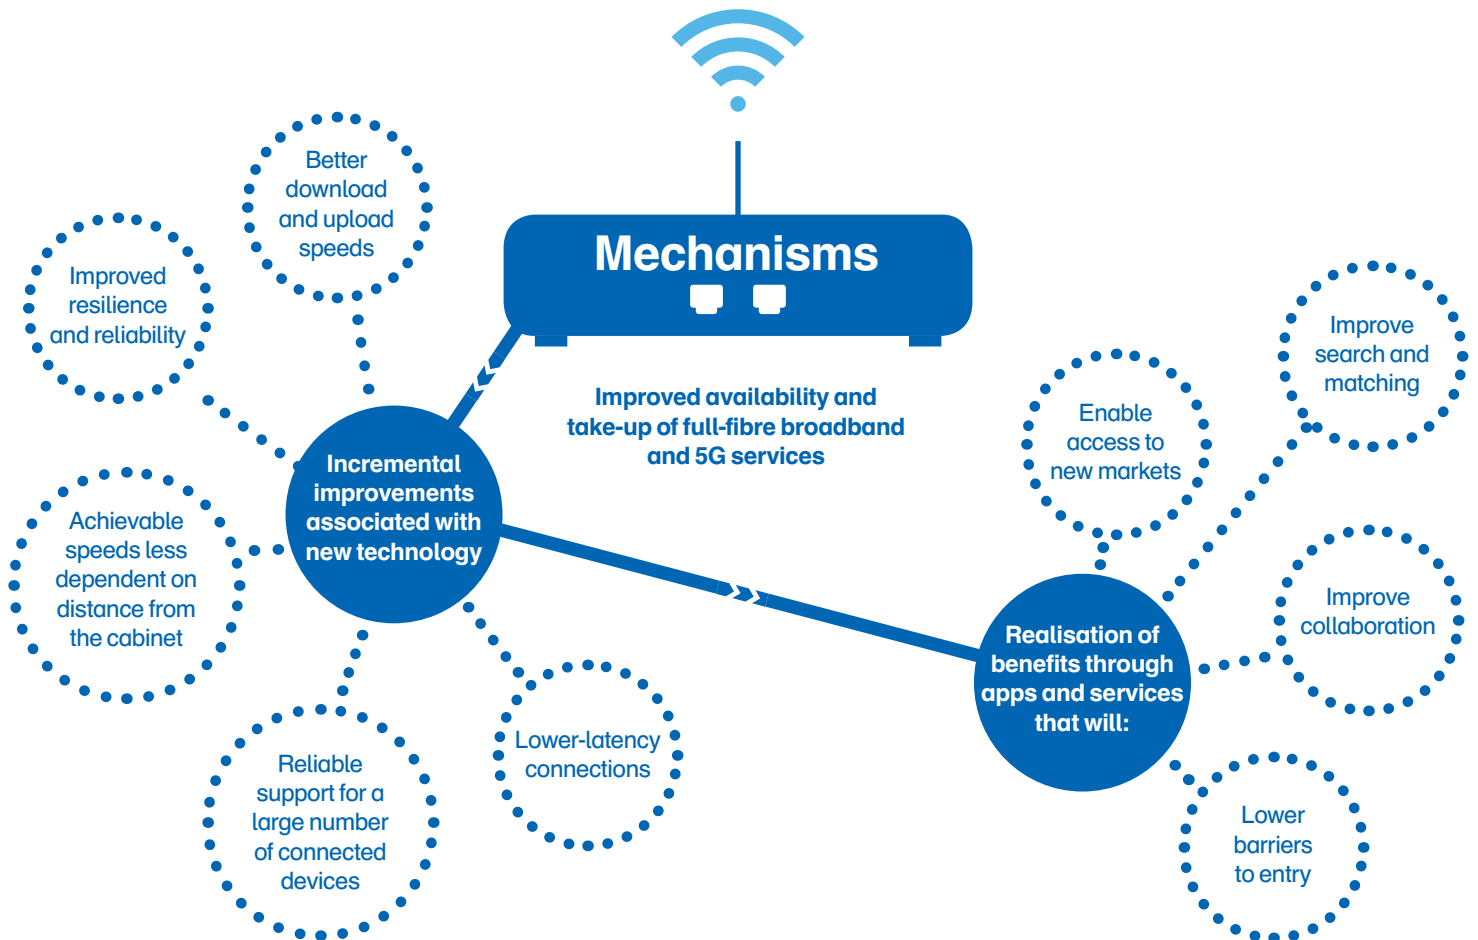 Mechanisms
Improved availability and
take-up of full-fibre broadband
and 5G services
Incremental
improvements
associated with
new technology
Better
download
and upload
speeds
Improved
resilience
and reliability
Achievable
speeds less
dependent on
distance from
the cabinet
Reliable
support for a
large number
of connected
devices
Lower-latency
connections
Realisation of
benefits through
apps and services
that will:
Enable
access to
new markets
Improve
search and
matching
Improve
collaboration
Lower
barriers
to entry